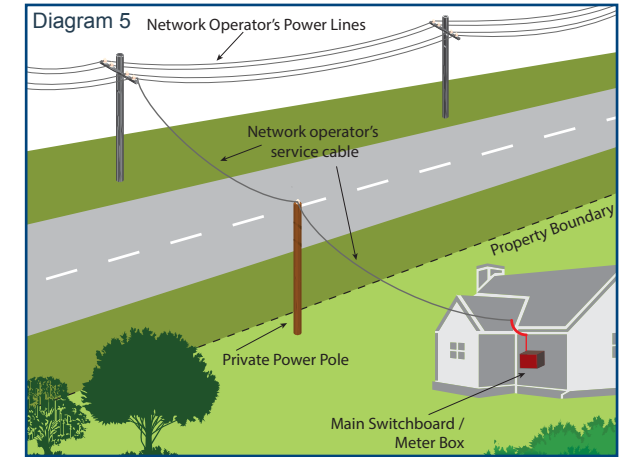 Diagram 5
Network Operator's Power Lines
Network operator's
service cable
Property Boundary
Private Power Pole
Main Switchboard /
Meter Box